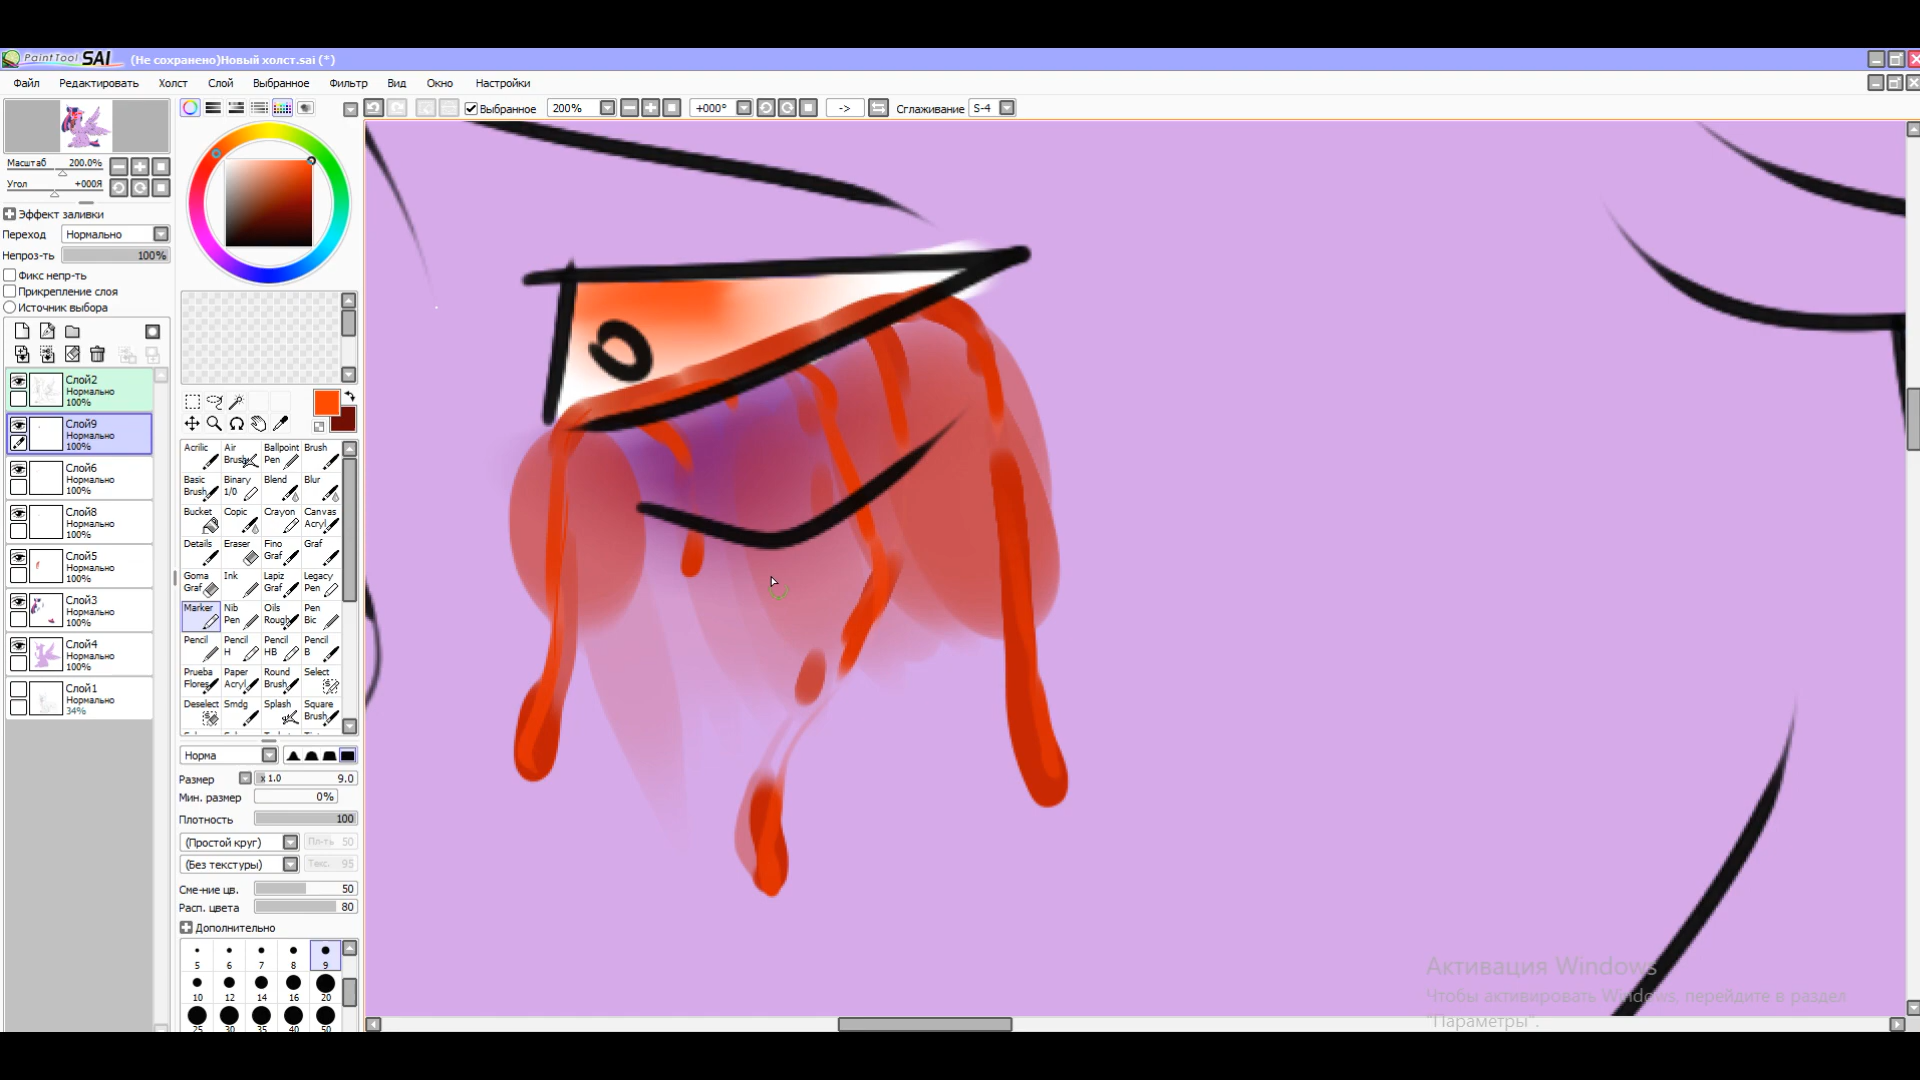 PaintTool SAI (Не сохранено)Новый холст.sai (*)
Файл Редактировать Холст Слой Выбранное Фильтр Вид Окно Настройки
Выбранное 200% +000° -> Сглаживание S-4
Масштаб 200.0%
Угол +000Я
Эффект заливки
Переход Нормально
Непроз-ть 100%
Фикс непр-ть
Прикрепление слоя
Источник выбора
Слой2
Нормально
100%
Слой9
Нормально
100%
Слой6
Нормально
100%
Слой8
Нормально
100%
Слой5
Нормально
100%
Слой3
Нормально
100%
Слой4
Нормально
100%
Слой1
Нормально
34%
Acrilic Air Brush Ballpoint Pen Brush
Basic Brush Binary 1/0 Blend Blur
Bucket Copic Crayon Canvas Acryl
Details Eraser Fino Graf Graf
Goma Graf Ink Lapiz Graf Legacy Pen
Marker Nib Pen Oils Rough Pen Bic
Pencil Pencil H Pencil HB Pencil B
Prueba Flores Paper Acryl Round Brush Select
Deselect Smdg Splash Square Brush
Норма
Размер x 1.0 9.0
Мин. размер 0%
Плотность 100
(Простой круг) Пл-ть 50
(Без текстуры) Текс. 95
Сме-ние цв. 50
Расп. цвета 80
Дополнительно
5 6 7 8 9
10 12 14 16 20
25 30 35 40 50
Активация Windows
Чтобы активировать Windows, перейдите в раздел
"Параметры".